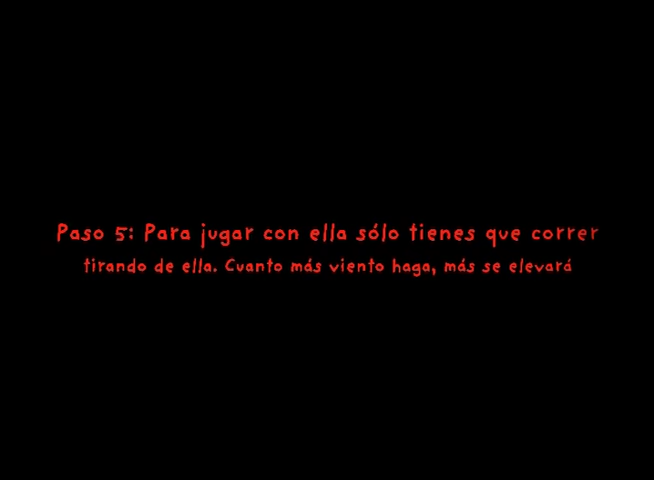 Paso 5: Para jugar con ella sólo tienes que correr
tirando de ella. Cuanto más viento haga, más se elevará